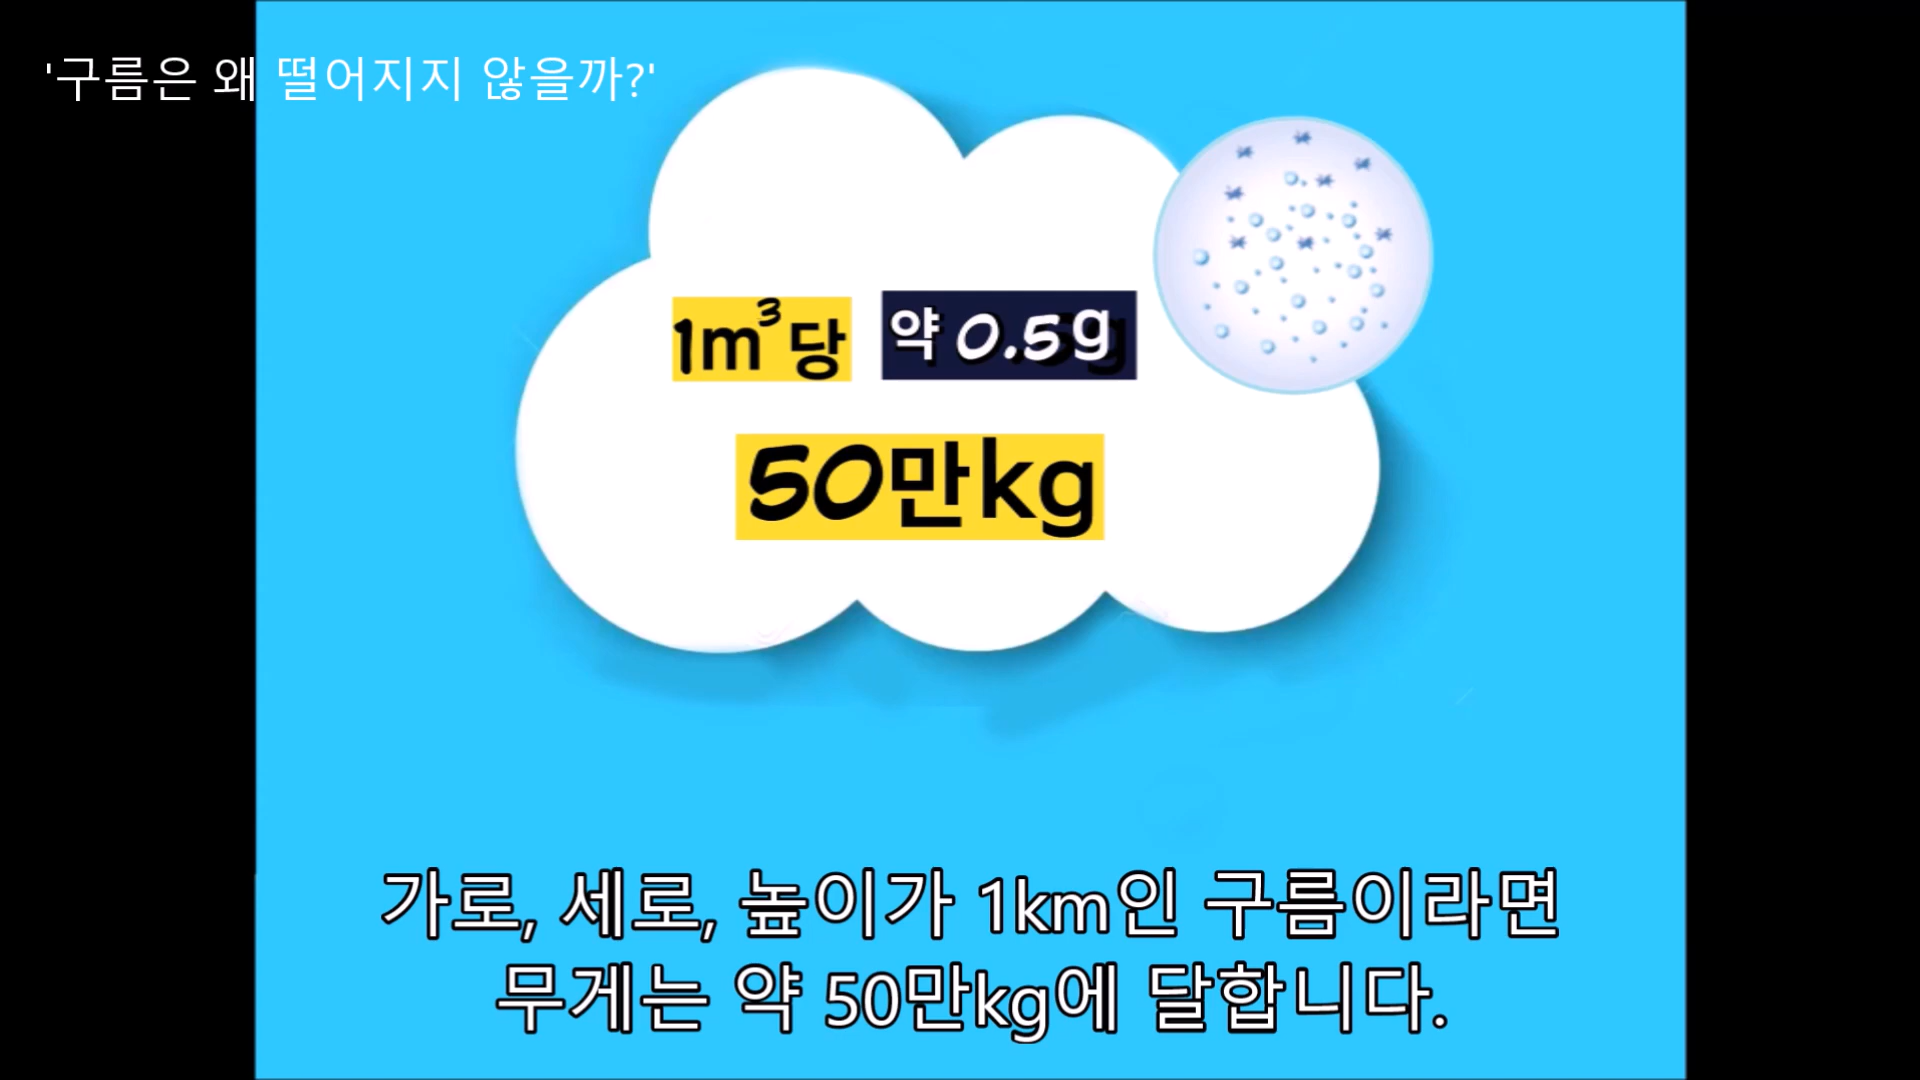 '구름은 왜 떨어지지 않을까?'
1m³당 약 0.5g
50만kg
가로, 세로, 높이가 1km인 구름이라면
무게는 약 50만kg에 달합니다.